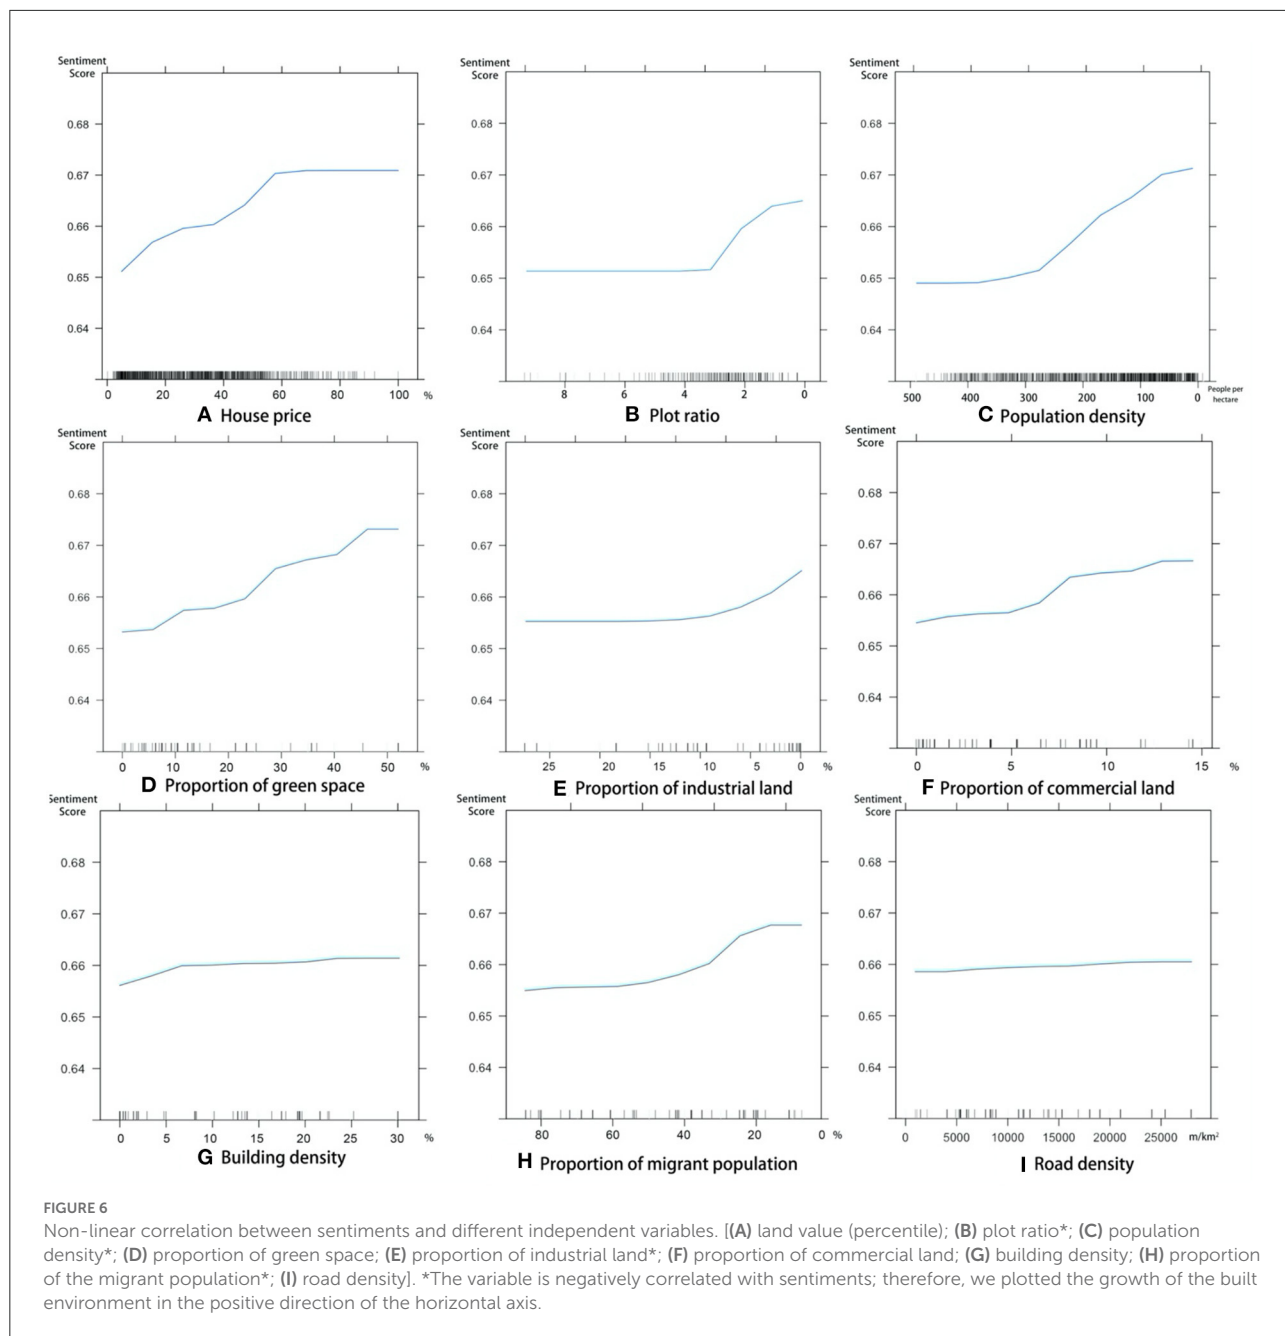 Sentiment
Score
0.68
0.67
0.66
0.65
0.64
0 20 40 60 80 100 %
A House price
Sentiment
Score
0.68
0.67
0.66
0.65
0.64
8 6 4 2 0
B Plot ratio
Sentiment
Score
0.68
0.67
0.66
0.65
0.64
500 400 300 200 100 0 People per
hectare
C Population density
Sentiment
Score
0.68
0.67
0.66
0.65
0.64
0 10 20 30 40 50 %
D Proportion of green space
Sentiment
Score
0.68
0.67
0.66
0.65
0.64
25 20 10 10 5 0 %
E Proportion of industrial land
Sentiment
Score
0.68
0.67
0.66
0.65
0.64
0 5 10 15 %
F Proportion of commercial land
Sentiment
Score
0.68
0.67
0.66
0.65
0.64
0 5 10 15 20 25 30 %
G Building density
Sentiment
Score
0.68
0.67
0.66
0.65
0.64
80 60 40 20 0 %
H Proportion of migrant population
Sentiment
Score
0.68
0.67
0.66
0.65
0.64
0 5000 10000 15000 20000 25000 m/km²
I Road density
FIGURE 6
Non-linear correlation between sentiments and different independent variables. [(A) land value (percentile); (B) plot ratio*; (C) population
density*; (D) proportion of green space; (E) proportion of industrial land*; (F) proportion of commercial land; (G) building density; (H) proportion
of the migrant population*; (I) road density]. *The variable is negatively correlated with sentiments; therefore, we plotted the growth of the built
environment in the positive direction of the horizontal axis.